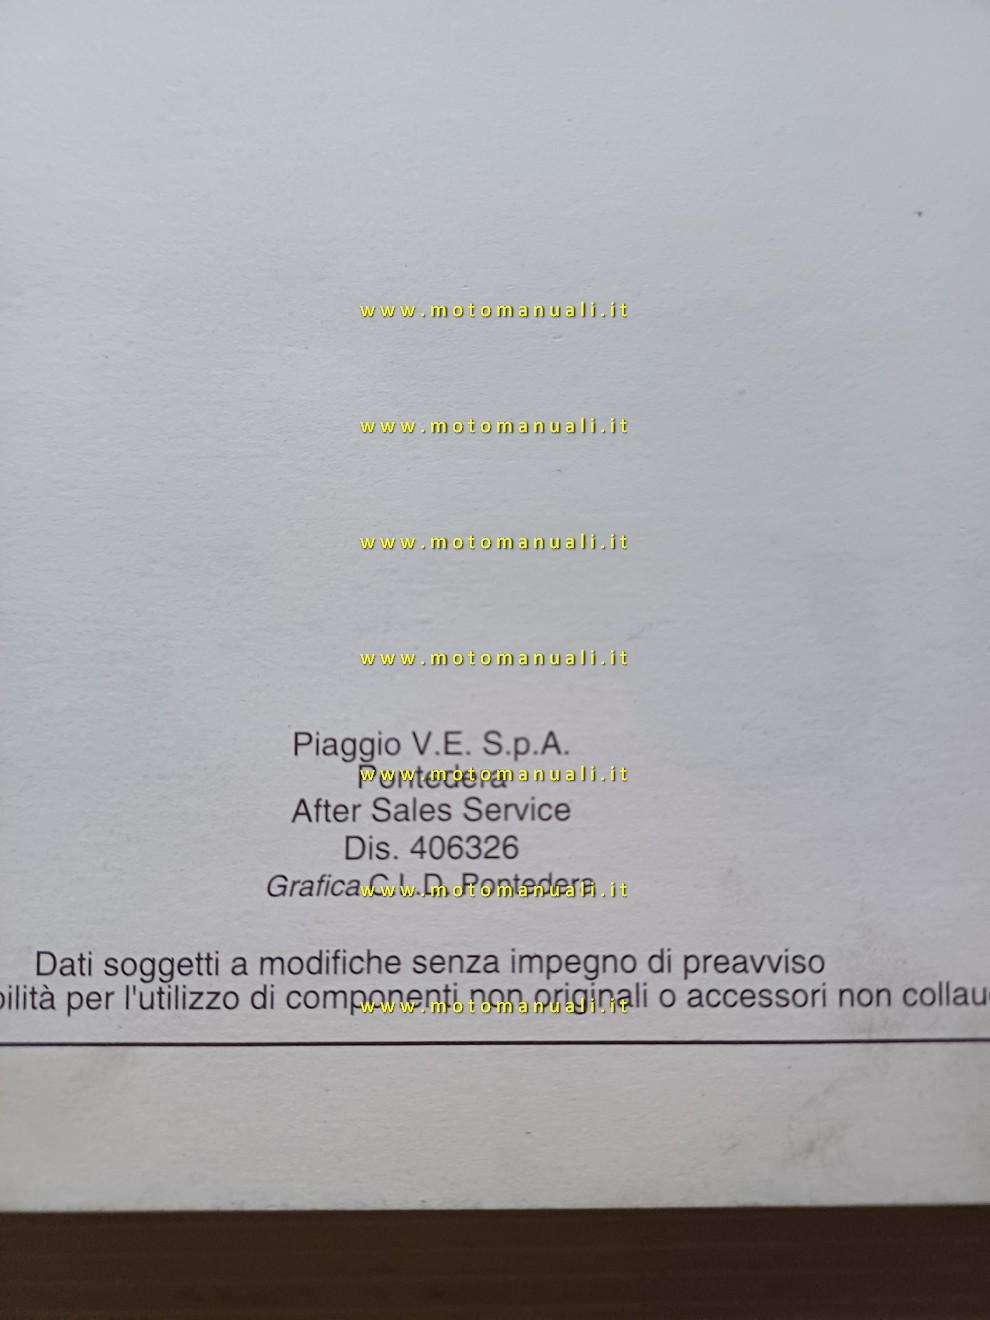 www.motomanuali.it
www.motomanuali.it
www.motomanuali.it
www.motomanuali.it
Piaggio V.E. S.p.A.
Pontedera
www.motomanuali.it
After Sales Service
Dis. 406326
Grafica C.L.D. Pontedera
www.motomanuali.it
Dati soggetti a modifiche senza impegno di preavviso
per l'utilizzo di componenti non originali o accessori non
www.motomanuali.it